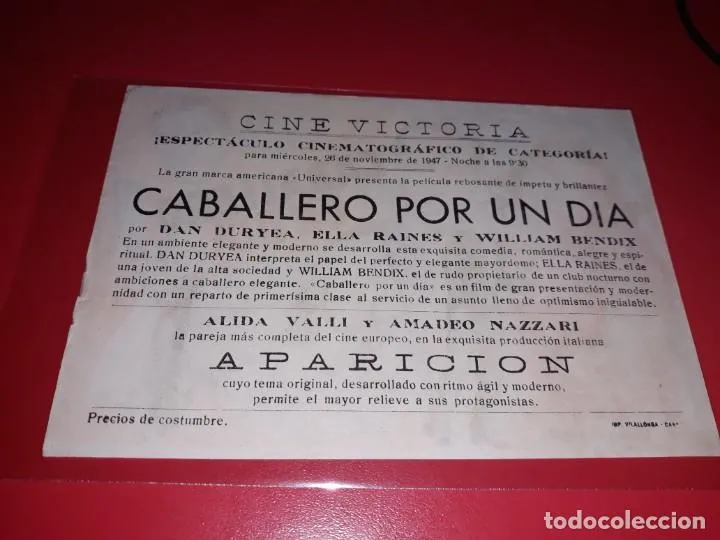 CINE VICTORIA
¡ESPECTÁCULO CINEMATOGRÁFICO DE CATEGORÍA!
para miércoles, 26 de noviembre de 1947 - Noche a las 9'30
La gran marca americana «Universal» presenta la película rebosante de ímpetu y brillantez
CABALLERO POR UN DIA
por DAN DURYEA, ELLA RAINES Y WILLIAM BENDIX
En un ambiente elegante y moderno se desarrolla esta exquisita comedia, romántica, alegre y espi-
ritual. DAN DURYEA interpreta el papel del perfecto y elegante mayordomo; ELLA RAINES, el de
una joven de la alta sociedad y WILLIAM BENDIX, el de rudo propietario de un club nocturno con
ambiciones a caballero elegante. «Caballero por un día» es un film de gran presentación y moder-
nidad con un reparto de primerísima clase al servicio de un asunto lleno de optimismo inigualable.
ALIDA VALLI Y AMADEO NAZZARI
la pareja más completa del cine europeo, en la exquisita producción italiana
APARICION
cuyo tema original, desarrollado con ritmo ágil y moderno,
permite el mayor relieve a sus protagonistas.
Precios de costumbre.
IMP. VILALLONGA -
todocoleccion